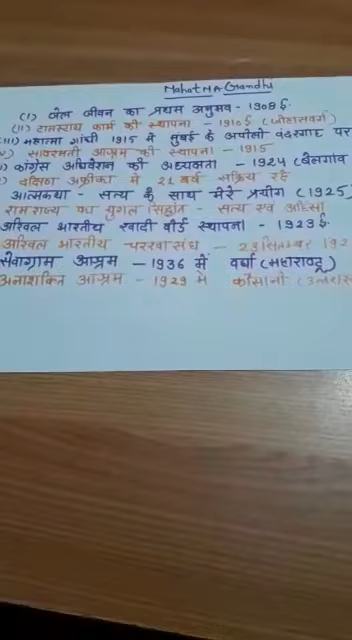 Mahatma Gandhi
(I) जेल जीवन का प्रथम अनुभव - 1908 ई.
(II) टालस्टाय फार्म की स्थापना - 1910 ई (जोहान्सबर्ग)
(III) महात्मा गांधी 1915 में मुंबई के अपोलो बंदरगाह पर
साबरमती आश्रम की स्थापना - 1915
कांग्रेस अधिवेशन की अध्यक्षता - 1924 (बेलगांव
दक्षिण अफ्रीका में 21 वर्ष सक्रिय रहे
आत्मकथा - सत्य के साथ मेरे प्रयोग (1925)
रामराज्य का युगल सिद्धांत - सत्य एवं अहिंसा
अखिल भारतीय खादी बोर्ड स्थापना - 1923 ई.
अखिल भारतीय चरखा संघ - 23 सितम्बर 192
सेवाग्राम आश्रम - 1936 में वर्धा (महाराष्ट्र)
अनाशक्ति आश्रम - 1929 में कौसानी